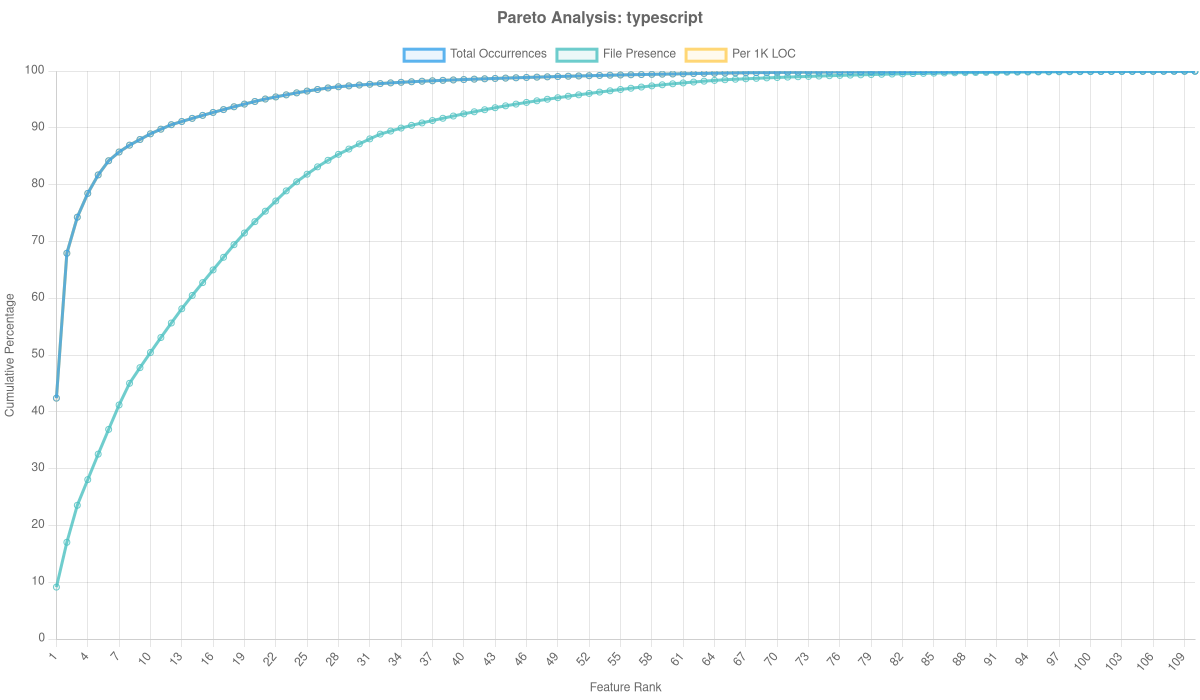 Pareto Analysis: typescript
Total Occurrences File Presence Per 1K LOC
100
90
80
70
60
50
40
30
20
10
0
Cumulative Percentage
1 4 7 10 13 16 19 22 25 28 31 34 37 40 43 46 49 52 55 58 61 64 67 70 73 76 79 82 85 88 91 94 97 100 103 106 109
Feature Rank